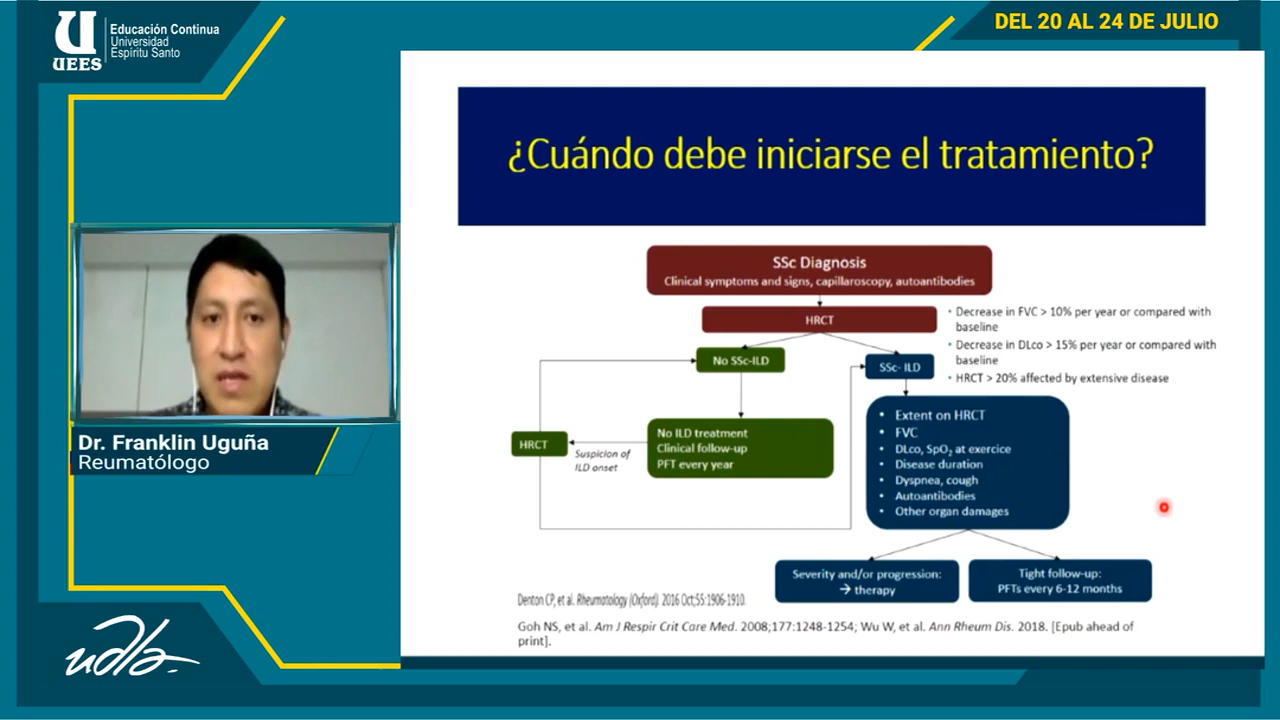 UEES
Educación Continua
Universidad
Espíritu Santo
DEL 20 AL 24 DE JULIO
¿Cuándo debe iniciarse el tratamiento?
SSc Diagnosis
Clinical symptoms and signs, capillaroscopy, autoantibodies
HRCT
• Decrease in FVC > 10% per year or compared with
baseline
• Decrease in DLco > 15% per year or compared with
baseline
• HRCT > 20% affected by extensive disease
No SSc-ILD
SSc- ILD
No ILD treatment
Clinical follow-up
PFT every year
Suspicion of
ILD onset
HRCT
• Extent on HRCT
• FVC
• DLco, SpO₂ at exercice
• Disease duration
• Dyspnea, cough
• Autoantibodies
• Other organ damages
Severity and/or progression:
→ therapy
Tight follow-up:
PFTs every 6-12 months
Denton CP, et al. Rheumatology (Oxford). 2016 Oct;55:1906-1910.
Goh NS, et al. Am J Respir Crit Care Med. 2008;177:1248-1254; Wu W, et al. Ann Rheum Dis. 2018. [Epub ahead of
print].
Dr. Franklin Uguña
Reumatólogo
udla.